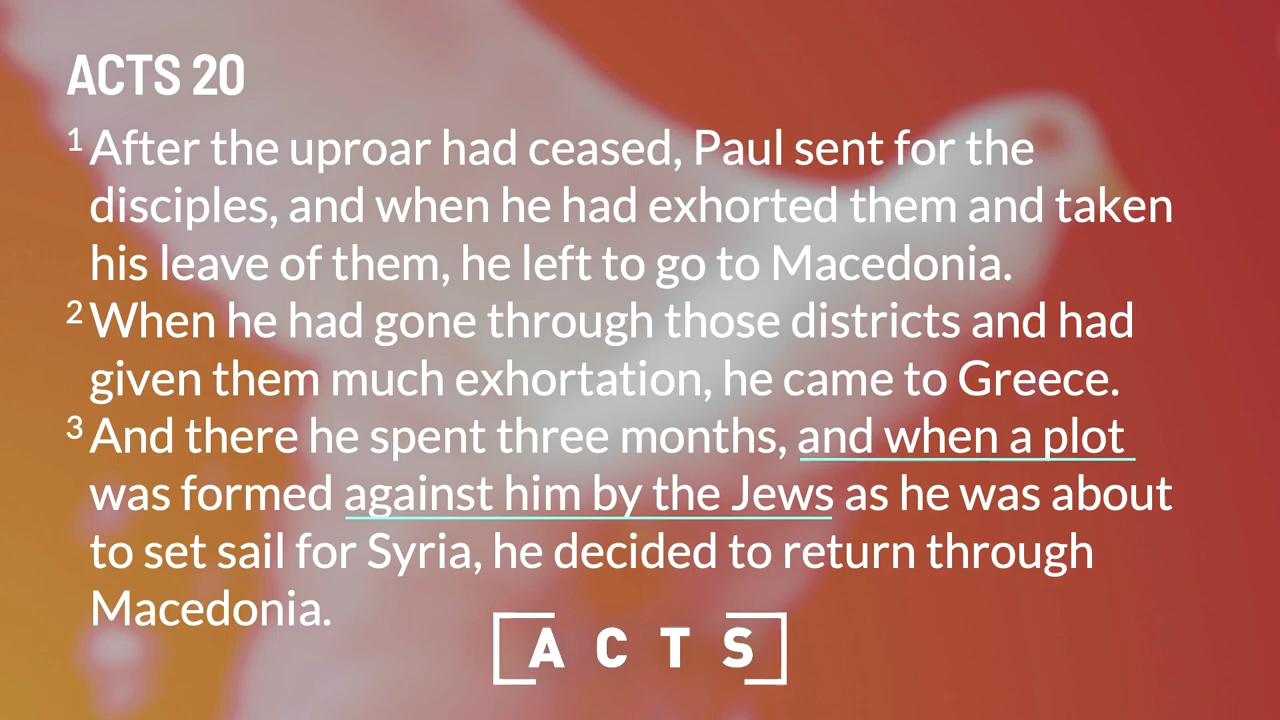 ACTS 20
1 After the uproar had ceased, Paul sent for the
disciples, and when he had exhorted them and taken
his leave of them, he left to go to Macedonia.
2 When he had gone through those districts and had
given them much exhortation, he came to Greece.
3 And there he spent three months, and when a plot
was formed against him by the Jews as he was about
to set sail for Syria, he decided to return through
Macedonia.
ACTS